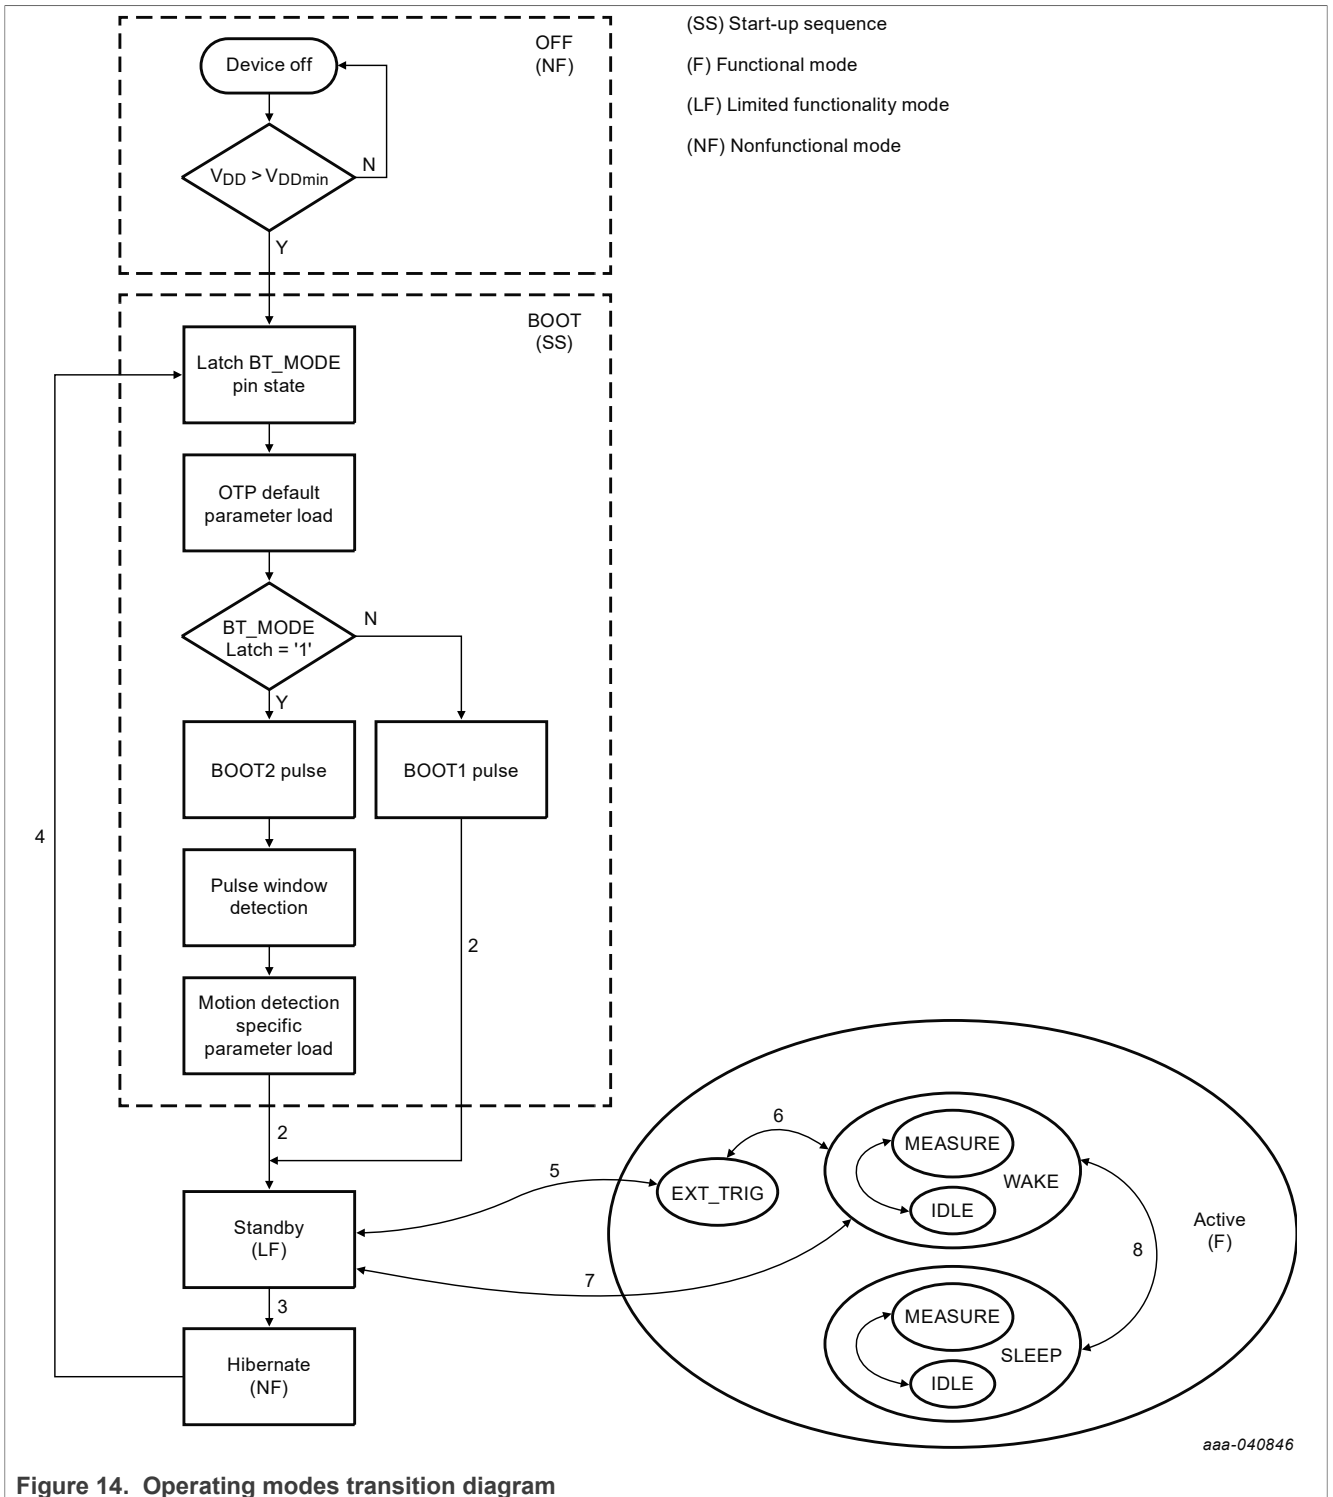 (SS) Start-up sequence
(F) Functional mode
(LF) Limited functionality mode
(NF) Nonfunctional mode
OFF
(NF)
Device off
VDD > VDDmin
N
Y
BOOT
(SS)
Latch BT_MODE
pin state
OTP default
parameter load
BT_MODE
Latch = '1'
N
Y
BOOT2 pulse
BOOT1 pulse
4
Pulse window
detection
2
Motion detection
specific
parameter load
2
Standby
(LF)
3
Hibernate
(NF)
5
6
7
EXT_TRIG
MEASURE
WAKE
IDLE
8
Active
(F)
MEASURE
SLEEP
IDLE
aaa-040846
Figure 14. Operating modes transition diagram